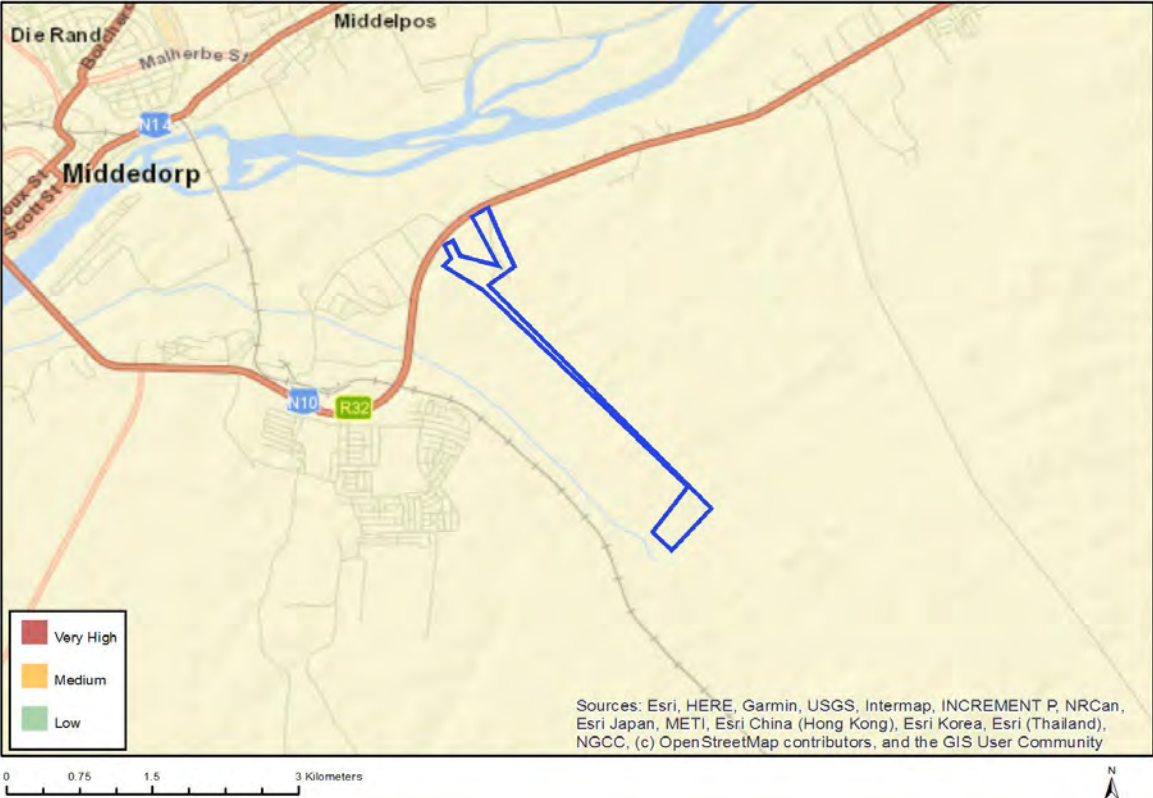 Middelpos
Die Rand
Malherbe St
N14
Middedorp
Scott St
N10
R32
Very High
Medium
Low
Sources: Esri, HERE, Garmin, USGS, Intermap, INCREMENT P, NRCan,
Esri Japan, METI, Esri China (Hong Kong), Esri Korea, Esri (Thailand),
NGCC, (c) OpenStreetMap contributors, and the GIS User Community
0 0.75 1.5 3 Kilometers
N